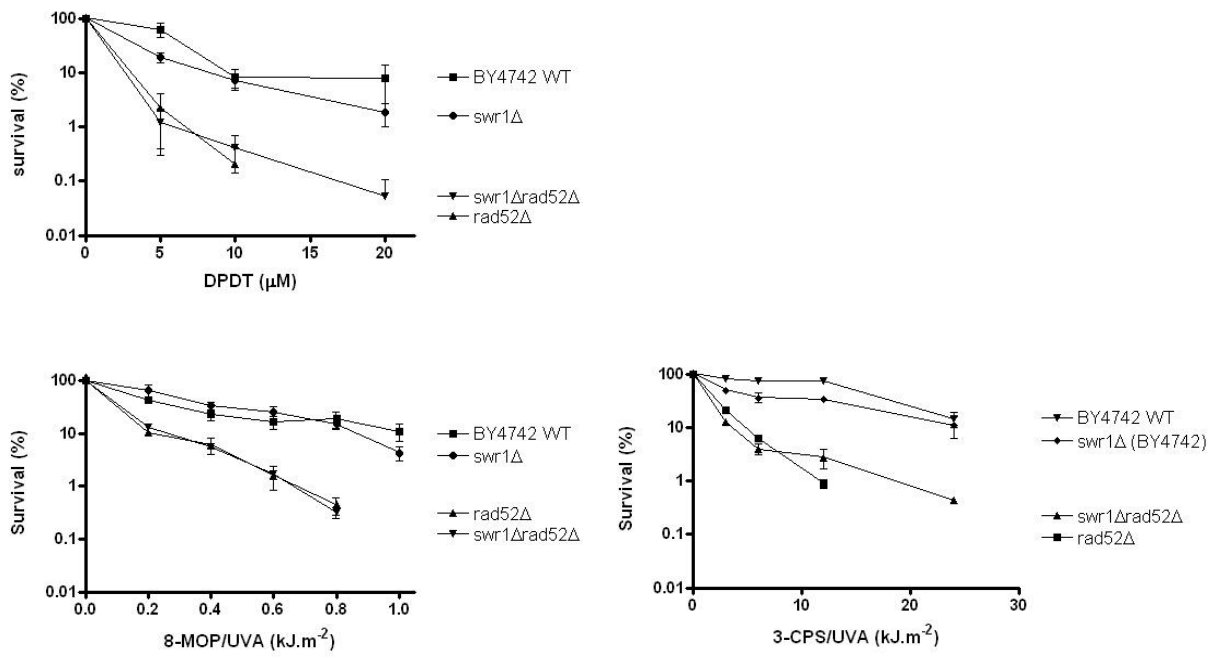 survival (%)
100
10
1
0.1
0.01
0 5 10 15 20
DPDT (μM)
BY4742 WT
swr1Δ
swr1Δrad52Δ
rad52Δ
Survival (%)
100
10
1
0.1
0.01
0.0 0.2 0.4 0.6 0.8 1.0
8-MOP/UVA (kJ.m⁻²)
BY4742 WT
swr1Δ
rad52Δ
swr1Δrad52Δ
Survival (%)
100
10
1
0.1
0.01
0 10 20 30
3-CPS/UVA (kJ.m⁻²)
BY4742 WT
swr1Δ (BY4742)
swr1Δrad52Δ
rad52Δ